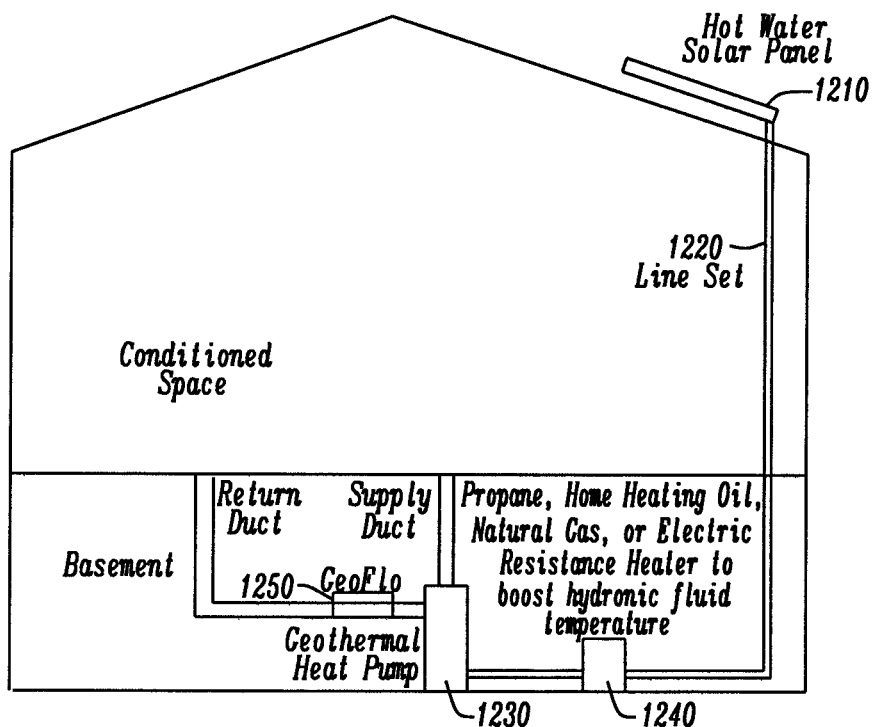 Hot Water
Solar Panel
1210
1220
Line Set
Conditioned
Space
Return
Duct
Supply
Duct
Propane, Home Heating Oil,
Natural Gas, or Electric
Resistance Heater to
boost hydronic fluid
temperature
Basement
1250
GeoFlo
Geothermal
Heat Pump
1230
1240